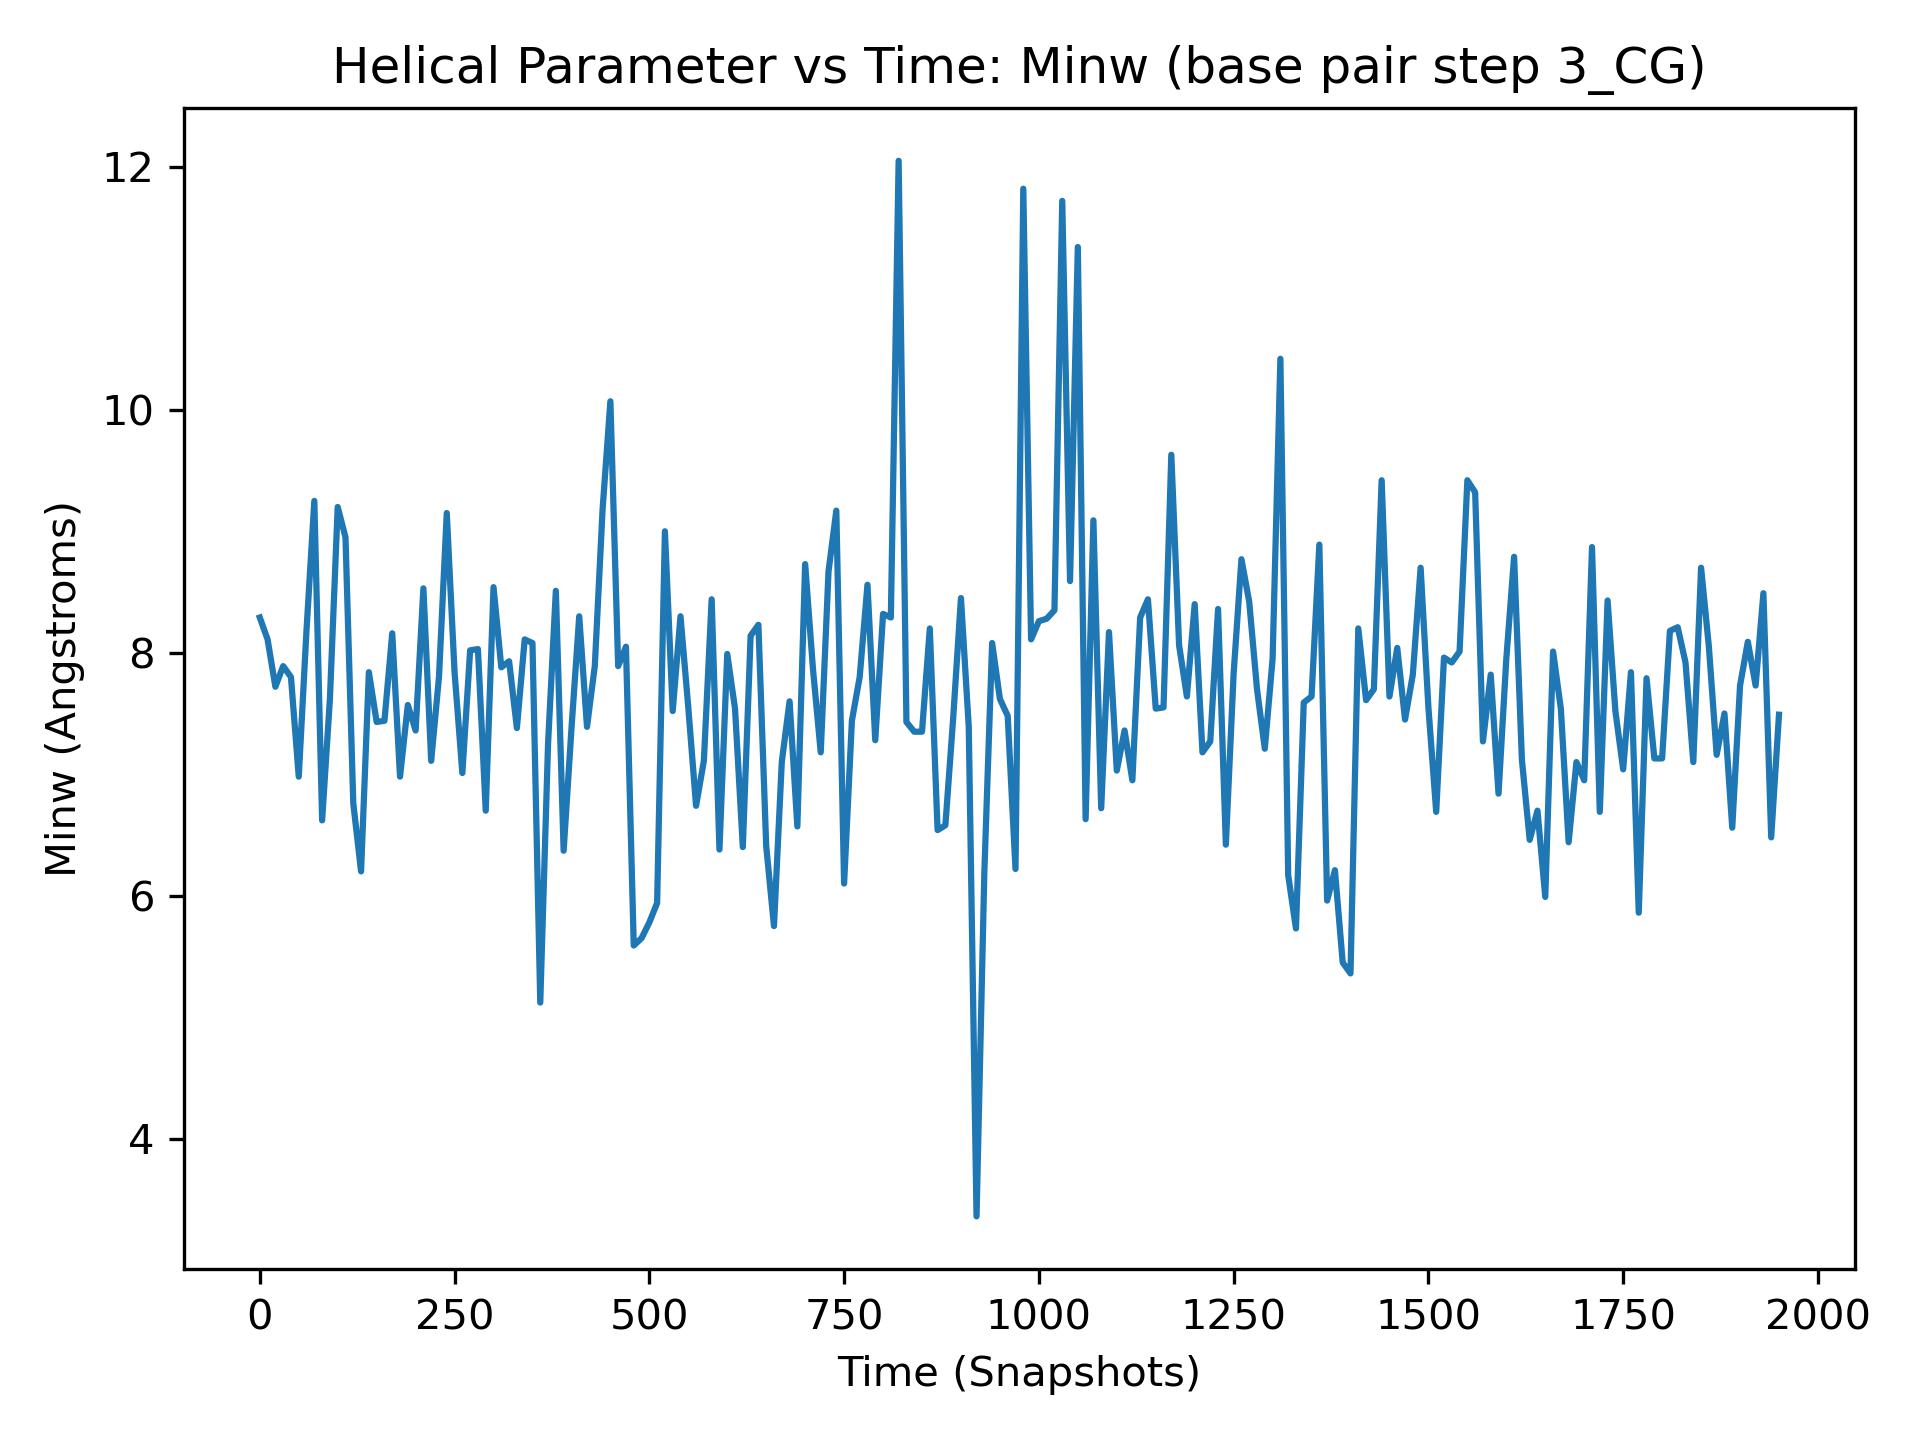 Helical Parameter vs Time: Minw (base pair step 3_CG)
12
10
8
6
4
Minw (Angstroms)
0 250 500 750 1000 1250 1500 1750 2000
Time (Snapshots)